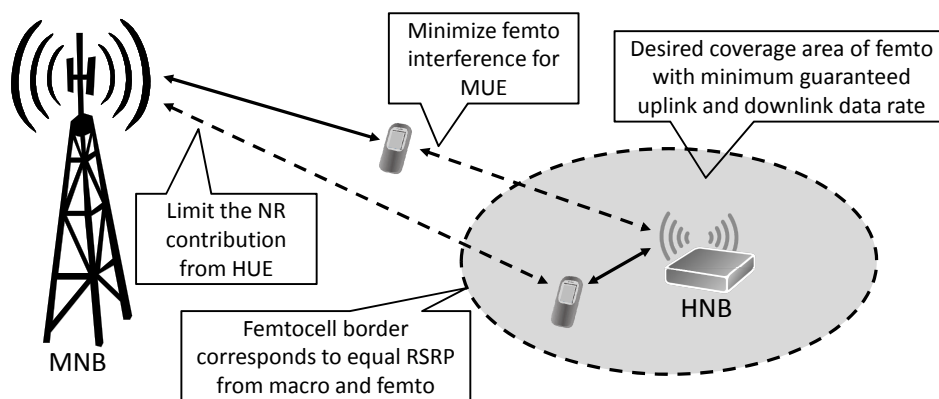 Minimize femto
interference for
MUE
Desired coverage area of femto
with minimum guaranteed
uplink and downlink data rate
Limit the NR
contribution
from HUE
HNB
Femtocell border
corresponds to equal RSRP
from macro and femto
MNB